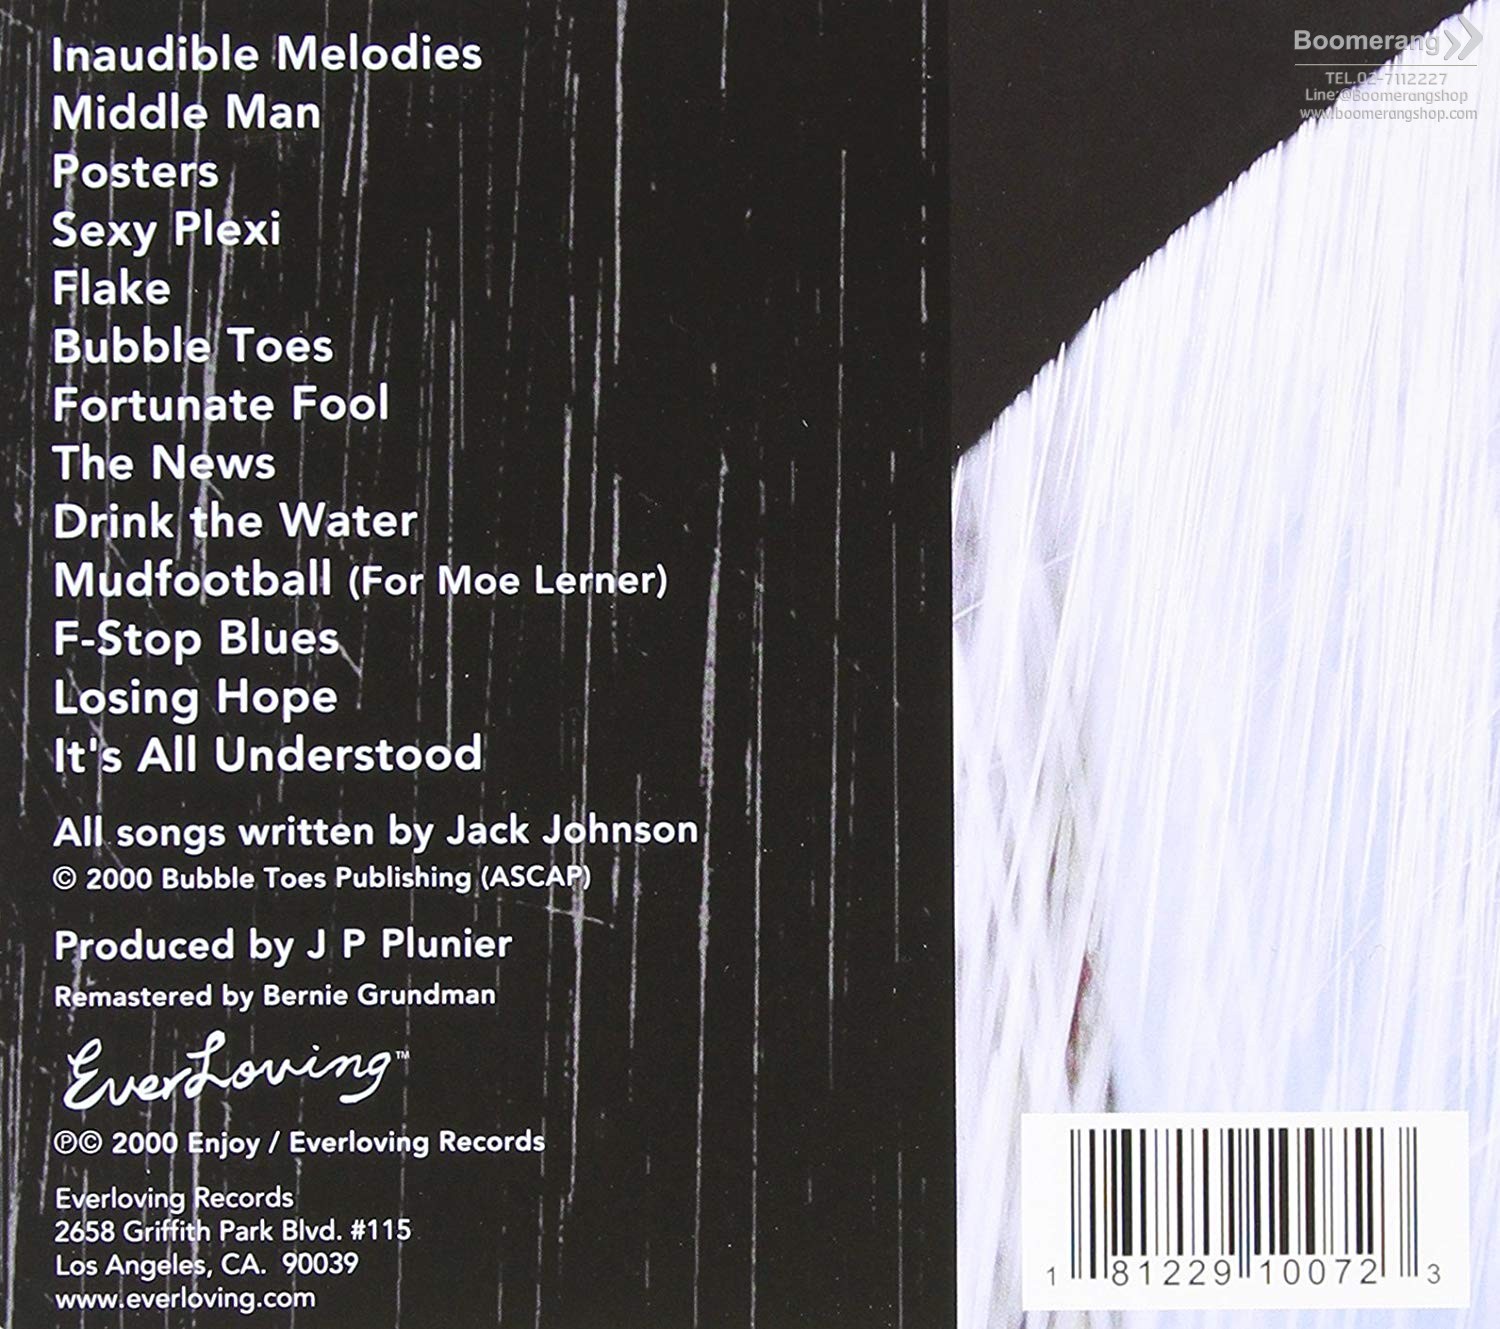 Inaudible Melodies
Middle Man
Posters
Sexy Plexi
Flake
Bubble Toes
Fortunate Fool
The News
Drink the Water
Mudfootball (For Moe Lerner)
F-Stop Blues
Losing Hope
It's All Understood
All songs written by Jack Johnson
© 2000 Bubble Toes Publishing (ASCAP)
Produced by J P Plunier
Remastered by Bernie Grundman
EverLoving™
℗© 2000 Enjoy / Everloving Records
Everloving Records
2658 Griffith Park Blvd. #115
Los Angeles, CA. 90039
www.everloving.com
Boomerang
TEL.02-7112227
Line:@Boomerangshop
www.boomerangshop.com
1 81229 10072 3